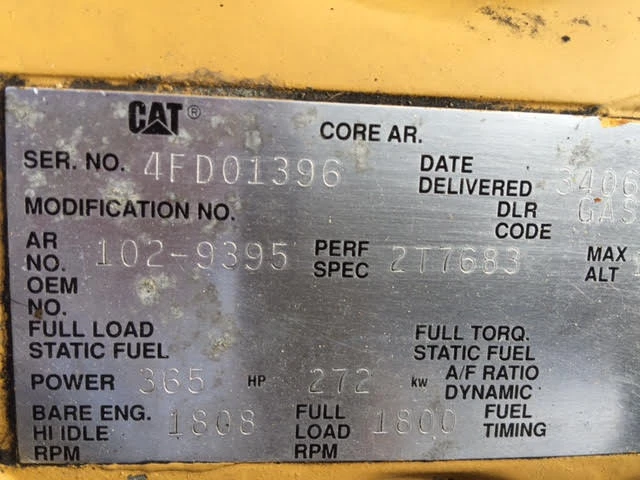 CAT®
CORE AR.
SER. NO. 4FD01396 DATE DELIVERED 3406
MODIFICATION NO. DLR CODE GAS
AR NO. 102-9395 PERF SPEC 2T7683 MAX ALT
OEM NO.
FULL LOAD STATIC FUEL FULL TORQ. STATIC FUEL
A/F RATIO DYNAMIC
POWER 365 HP 272 kw
BARE ENG. HI IDLE RPM 1808 FULL LOAD RPM 1800 FUEL TIMING